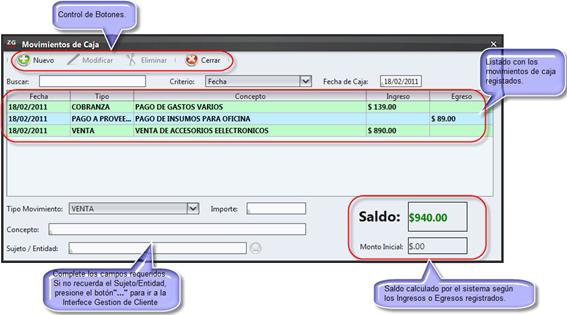 Control de Botones.
ZG Movimientos de Caja
Nuevo Modificar Eliminar Cerrar
Buscar: Criterio: Fecha Fecha de Caja: 18/02/2011
Listado con los
movimientos de caja
registados.
Fecha Tipo Concepto Ingreso Egreso
18/02/2011 COBRANZA PAGO DE GASTOS VARIOS $ 139.00
18/02/2011 PAGO A PROVEE... PAGO DE INSUMOS PARA OFICINA $ 89.00
18/02/2011 VENTA VENTA DE ACCESORIOS EELECTRONICOS $ 890.00
Tipo Movimiento: VENTA Importe:
Concepto:
Sujeto / Entidad:
Saldo: $940.00
Monto Inicial: $.00
Complete los campos requeridos
Si no recuerda el Sujeto/Entidad,
presione el botón"..." para ir a la
Interfece Gestion de Cliente
Saldo calculado por el sistema según
los Ingresos o Egresos registrados.